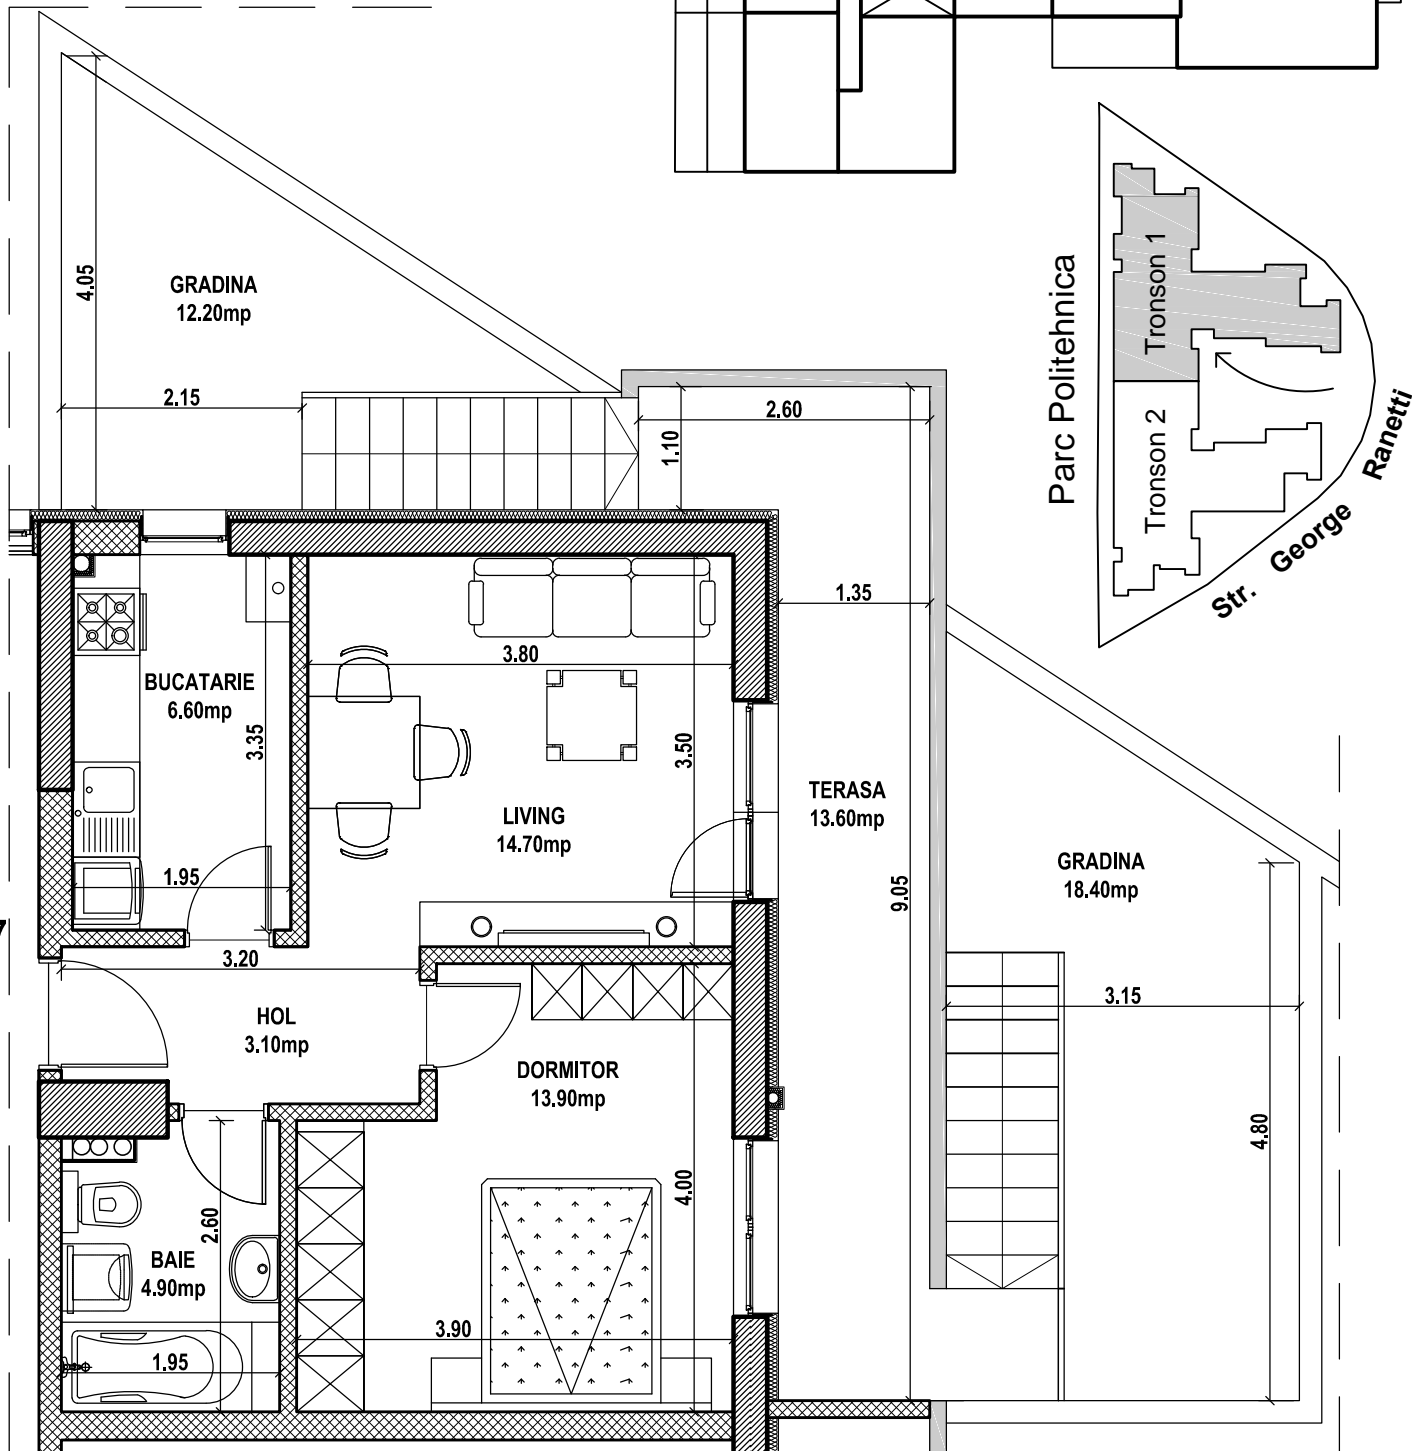 4.05
GRADINA
12.20mp
2.15
1.10
2.60
Parc Politehnica
Tronson 1
Tronson 2
Str. George Ranetti
1.35
BUCATARIE
6.60mp
3.35
1.95
3.80
3.50
LIVING
14.70mp
TERASA
13.60mp
9.05
GRADINA
18.40mp
3.15
4.80
7
3.20
HOL
3.10mp
DORMITOR
13.90mp
4.00
3.90
2.60
BAIE
4.90mp
1.95